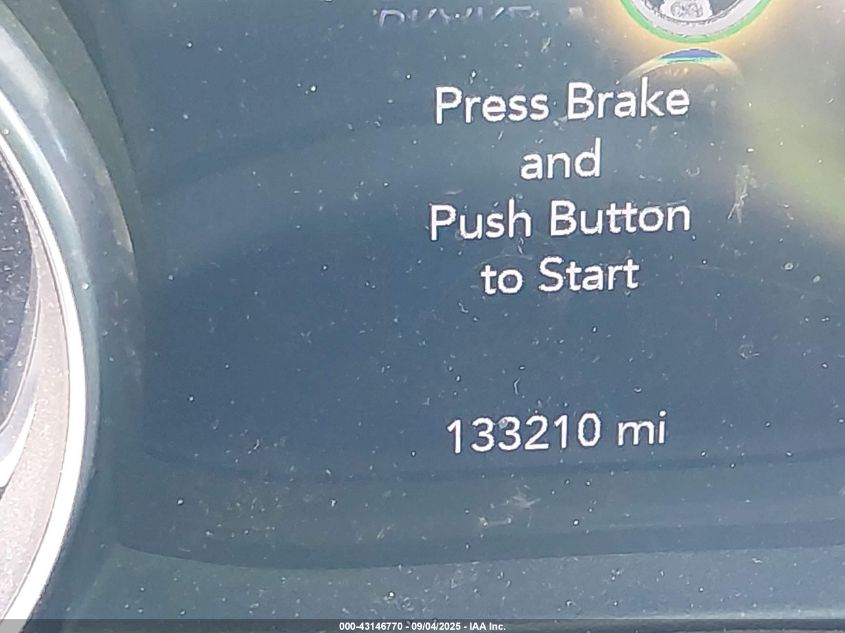 Press Brake
and
Push Button
to Start
133210 mi
000-43146770 - 09/04/2025 - IAA Inc.